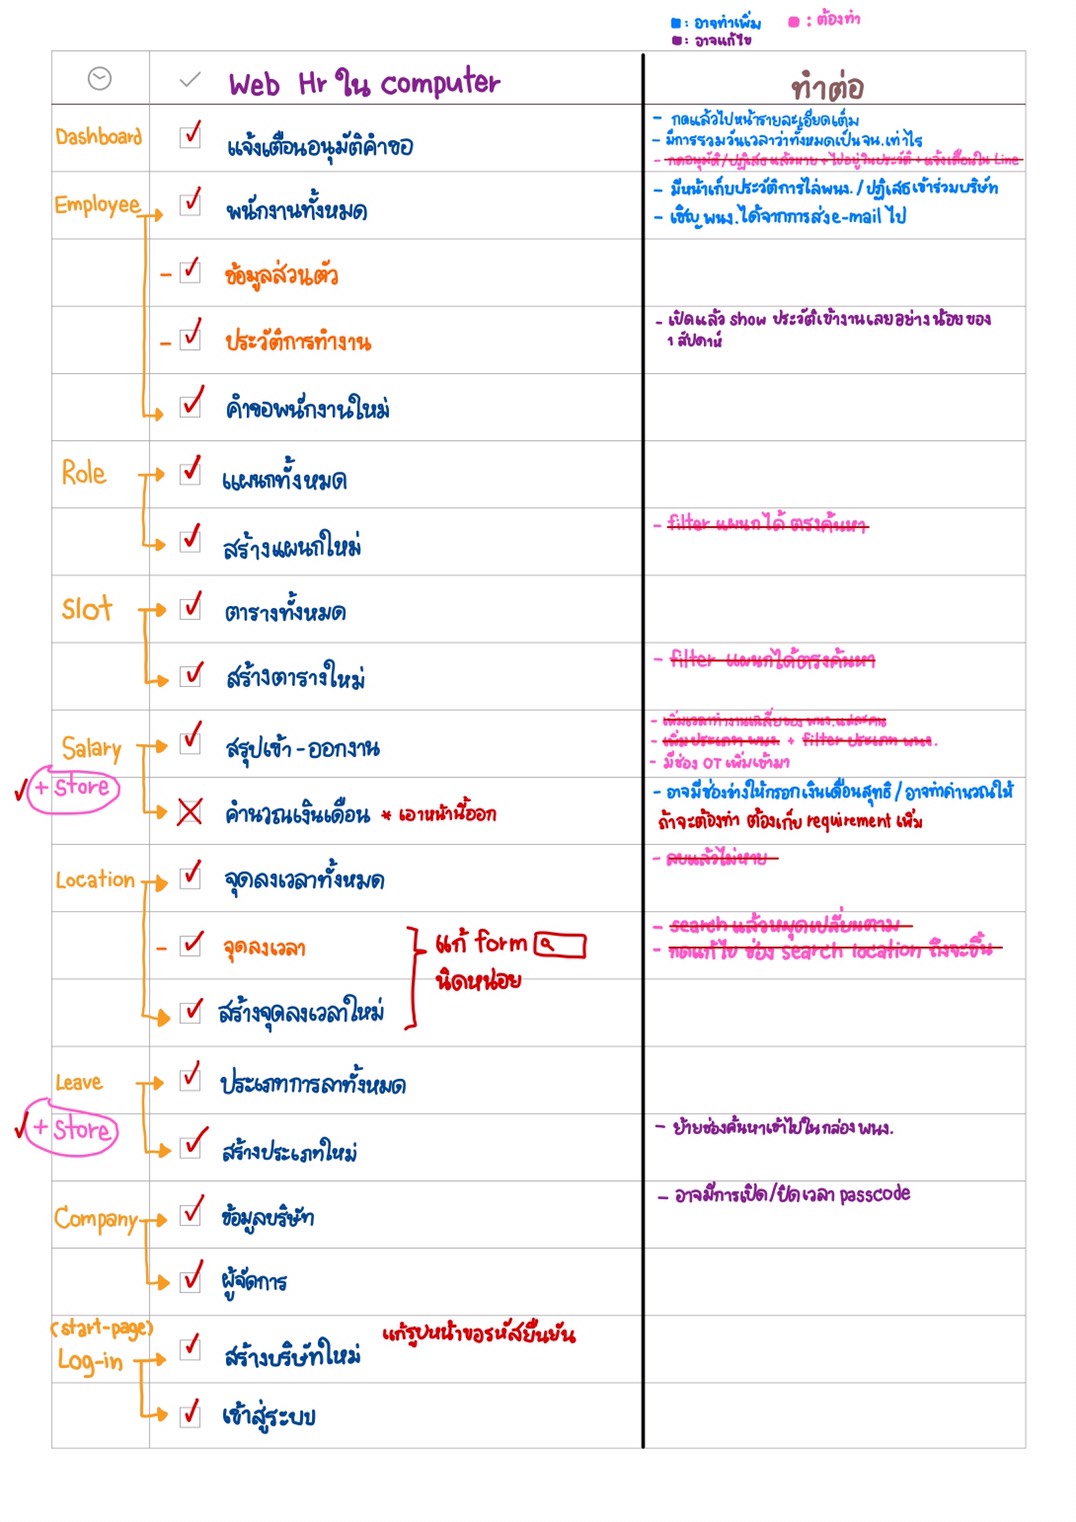 ■ : อาจทำเพิ่ม ■ : ต้องทำ
■ : อาจแก้ไข
Web Hr ใน computer ทำต่อ
Dashboard แจ้งเตือนอนุมัติคำขอ
- กดแล้วไปหน้ารายละเอียดเต็ม
- มีการรวมวันเวลาว่าทั้งหมดเป็นจน.เท่าไร
- กดอนุมัติ/ปฏิเสธแล้วหาย + ไปอยู่ในประวัติ + แจ้งเตือนใน Line
Employee พนักงานทั้งหมด
- มีหน้าเก็บประวัติการไล่พนง./ปฏิเสธเข้าร่วมบริษัท
- เชิญพนง.ได้จากการส่งe-mail ไป
- ข้อมูลส่วนตัว
- ประวัติการทำงาน
- เปิดแล้ว show ประวัติเข้างานเลยอย่างน้อยของ
1 สัปดาห์
คำขอพนักงานใหม่
Role แผนกทั้งหมด
สร้างแผนกใหม่
- filter แผนกได้ ตรงค้นหา
Slot ตารางทั้งหมด
สร้างตารางใหม่
- filter แผนกได้ตรงค้นหา
Salary สรุปเข้า - ออกงาน
- เพิ่มเวลาทำงานเฉลี่ยของพนง.แต่ละคน
- เพิ่มประเภท พนง. + filter ประเภท พนง.
- มีช่อง OT เพิ่มเข้ามา
+ store
คำนวณเงินเดือน * เอาหน้านี้ออก
- อาจมีช่องว่างให้กรอกเงินเดือนสุทธิ/อาจทำคำนวณให้
ถ้าจะต้องทำ ต้องเก็บ requirement เพิ่ม
Location จุดลงเวลาทั้งหมด
- ลบแล้วไม่หาย
- จุดลงเวลา
แก้ form
นิดหน่อย
- search แล้วหมุดเปลี่ยนตาม
- กดแก้ไข ช่อง search location ถึงจะขึ้น
สร้างจุดลงเวลาใหม่
Leave ประเภทการลาทั้งหมด
+ store
สร้างประเภทใหม่
- ย้ายช่องค้นหาเข้าไปในกล่อง พนง.
Company ข้อมูลบริษัท
- อาจมีการเปิด/ปิดเวลา passcode
ผู้จัดการ
(start-page)
Log-in สร้างบริษัทใหม่
แก้รูปหน้าขอรหัสยืนยัน
เข้าสู่ระบบ